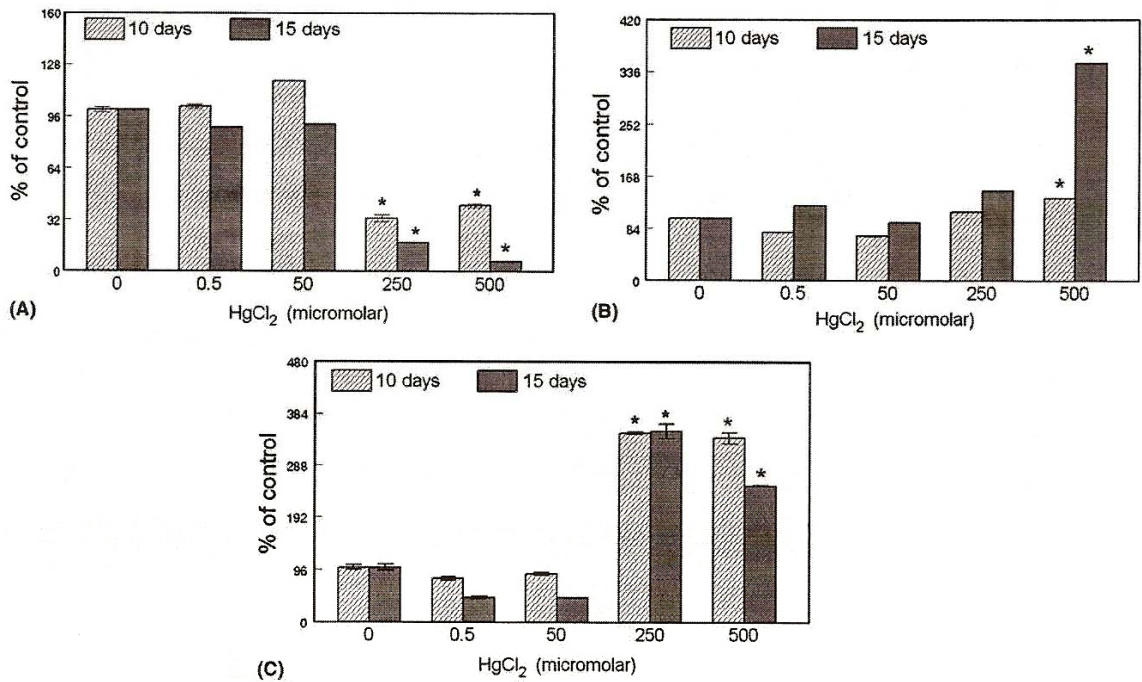 160
128
96
64
32
0
% of control
10 days 15 days
* * * *
0 0.5 50 250 500
HgCl₂ (micromolar)
(A)
420
336
252
168
84
0
% of control
10 days 15 days
* *
0 0.5 50 250 500
HgCl₂ (micromolar)
(B)
480
384
288
192
96
0
% of control
10 days 15 days
* * * *
0 0.5 50 250 500
HgCl₂ (micromolar)
(C)